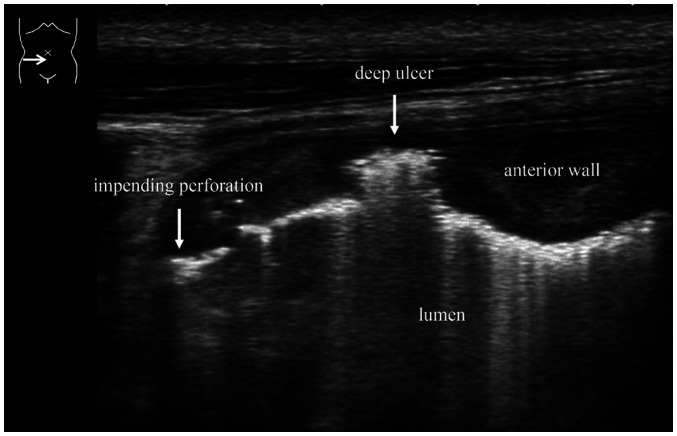 deep ulcer
impending perforation
anterior wall
lumen